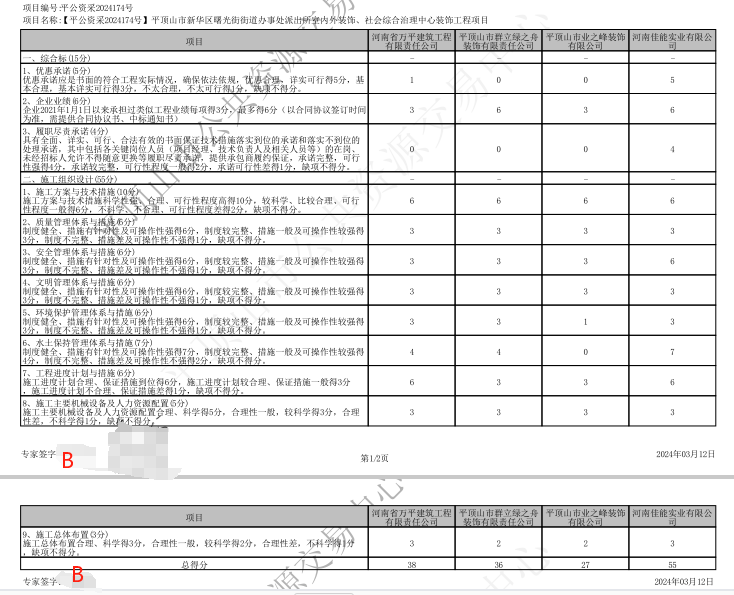 项目编号:平公资采2024174号
项目名称:【平公资采2024174号】平顶山市新华区曙光街街道办事处派出所室内外装饰、社会综合治理中心装饰工程项目
项目 河南省万平建筑工程有限责任公司 平顶山市群立绿之舟装饰有限责任公司 平顶山市业之峰装饰有限公司 河南佳能实业有限公司
一、综合标(15分) – – – –
1、优惠承诺(5分)
优惠承诺应是书面的符合工程实际情况，确保依法依规，优惠合理、详实可行得5分，基
本合理，基本详实可行得3分，不太合理，不太可行得1分，缺项不得分。
1 0 0 5
2、企业业绩(6分)
企业2021年1月1日以来承担过类似工程业绩每项得3分，最多得6分（以合同协议签订时间
为准，需提供合同协议书、中标通知书）
3 6 3 6
3、履职尽责承诺(4分)
具有全面、详实、可行、合法有效的书面保证技术措施落实到位的承诺和落实不到位的
处理承诺，其中包括各关键岗位人员（项目经理、技术负责人及相关人员等）的在岗、
未经招标人允许不得随意更换等履职尽责承诺，提供承包商履约保证，承诺完整，可行
性强得4分，承诺较完整，可行性程度一般得2分，承诺可行性差得1分，缺项不得分。
0 0 0 4
二、施工组织设计(55分) – – – –
1、施工方案与技术措施(10分)
施工方案与技术措施科学性强、合理、可行性程度高得10分，较科学、比较合理、可行
性程度一般得6分，不科学、不合理、可行性程度差得2分，缺项不得分。
6 6 6 6
2、质量管理体系与措施(6分)
制度健全、措施有针对性及可操作性强得6分，制度较完整、措施一般及可操作性较强得
3分，制度不完整、措施差及可操作性不强得1分，缺项不得分。
3 3 3 3
3、安全管理体系与措施(6分)
制度健全、措施有针对性及可操作性强得6分，制度较完整、措施一般及可操作性较强得
3分，制度不完整、措施差及可操作性不强得1分，缺项不得分。
3 3 3 6
4、文明管理体系与措施(6分)
制度健全、措施有针对性及可操作性强得6分，制度较完整、措施一般及可操作性较强得
3分，制度不完整、措施差及可操作性不强得1分，缺项不得分。
3 3 3 3
5、环境保护管理体系与措施(6分)
制度健全、措施有针对性及可操作性强得6分，制度较完整、措施一般及可操作性较强得
3分，制度不完整、措施差及可操作性不强得1分，缺项不得分。
3 3 1 3
6、水土保持管理体系与措施(7分)
制度健全、措施有针对性及可操作性强得7分，制度较完整、措施一般及可操作性较强得
4分，制度不完整、措施差及可操作性不强得2分，缺项不得分。
4 4 0 7
7、工程进度计划与措施(6分)
施工进度计划合理、保证措施到位得6分，施工进度计划较合理、保证措施一般得3分
，施工进度计划不合理、保证措施差得1分，缺项不得分。
6 3 3 6
8、施工主要机械设备及人力资源配置(5分)
施工主要机械设备及人力资源配置合理、科学得5分，合理性一般，较科学得3分，合理
性差，不科学得1分，缺项不得分。
3 3 3 3
专家签字 B
第1/2页
2024年03月12日
项目 河南省万平建筑工程有限责任公司 平顶山市群立绿之舟装饰有限责任公司 平顶山市业之峰装饰有限公司 河南佳能实业有限公司
9、施工总体布置(3分)
施工总体布置合理、科学得3分，合理性一般，较科学得2分，合理性差，不科学得1分
，缺项不得分。
3 2 2 3
总得分 38 36 27 55
专家签字: B
2024年03月12日